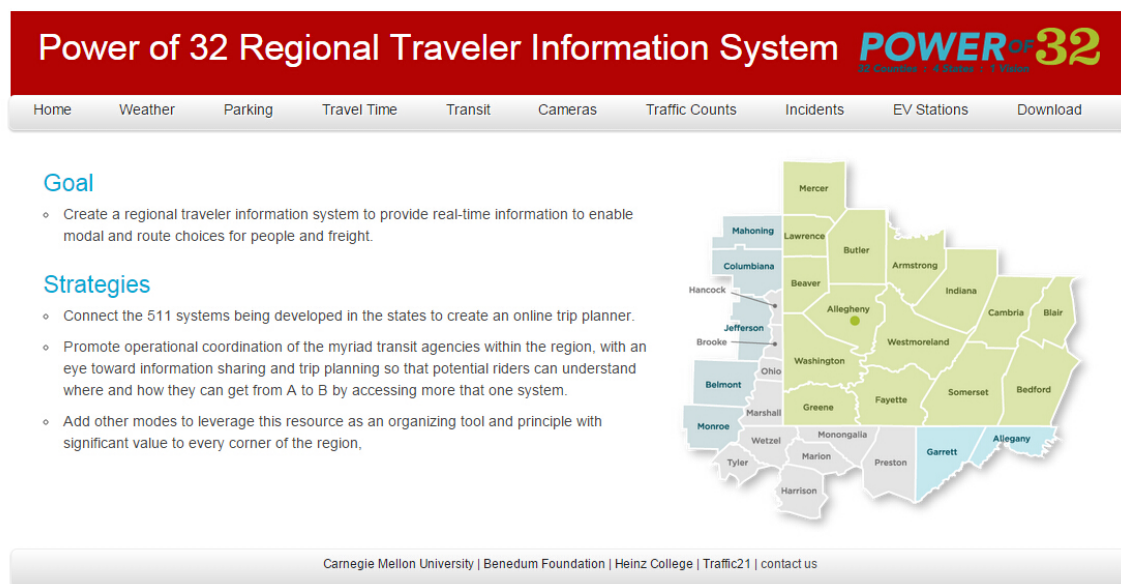 Power of 32 Regional Traveler Information System
POWER OF 32
32 Counties : 4 States : 1 Vision
Home Weather Parking Travel Time Transit Cameras Traffic Counts Incidents EV Stations Download
Goal
Create a regional traveler information system to provide real-time information to enable
modal and route choices for people and freight.
Strategies
Connect the 511 systems being developed in the states to create an online trip planner.
Promote operational coordination of the myriad transit agencies within the region, with an
eye toward information sharing and trip planning so that potential riders can understand
where and how they can get from A to B by accessing more that one system.
Add other modes to leverage this resource as an organizing tool and principle with
significant value to every corner of the region,
Mercer
Mahoning
Lawrence
Butler
Columbiana
Armstrong
Beaver
Hancock
Indiana
Allegheny
Cambria
Blair
Jefferson
Brooke
Westmoreland
Washington
Ohio
Belmont
Bedford
Somerset
Fayette
Greene
Marshall
Monroe
Monongalia
Wetzel
Allegany
Garrett
Marion
Tyler
Preston
Harrison
Carnegie Mellon University | Benedum Foundation | Heinz College | Traffic21 | contact us